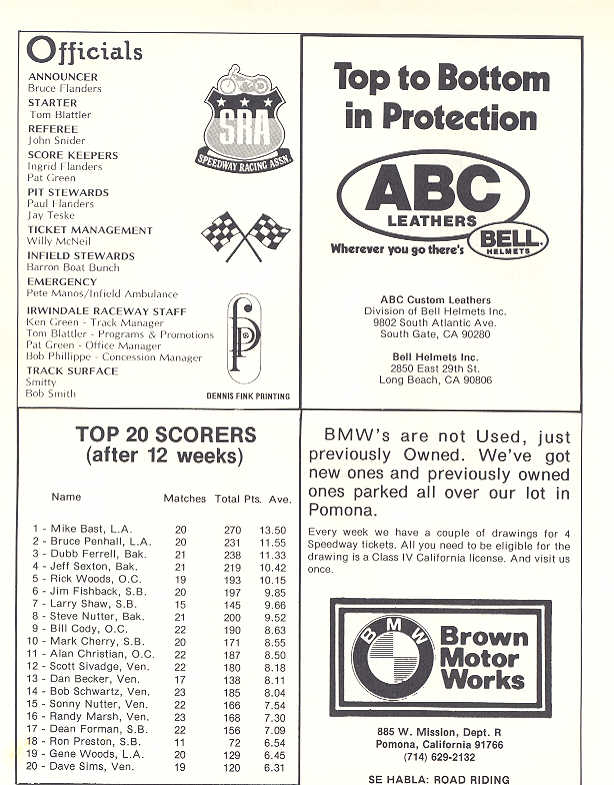 Officials
ANNOUNCER
Bruce Flanders
STARTER
Tom Blattler
REFEREE
John Snider
SCORE KEEPERS
Ingrid Flanders
Pat Green
PIT STEWARDS
Paul Flanders
Jay Teske
TICKET MANAGEMENT
Willy McNeil
INFIELD STEWARDS
Barron Boat Bunch
EMERGENCY
Pete Manos/Infield Ambulance
IRWINDALE RACEWAY STAFF
Ken Green - Track Manager
Tom Blattler - Programs & Promotions
Pat Green - Office Manager
Bob Phillippe - Concession Manager
TRACK SURFACE
Smitty
Bob Smith
SRA
SPEEDWAY RACING ASSN.
DENNIS FINK PRINTING
Top to Bottom
in Protection
ABC
LEATHERS
Wherever you go there's
BELL
HELMETS
ABC Custom Leathers
Division of Bell Helmets Inc.
9802 South Atlantic Ave.
South Gate, CA 90280
Bell Helmets Inc.
2850 East 29th St.
Long Beach, CA 90806
TOP 20 SCORERS
(after 12 weeks)
Name Matches Total Pts. Ave.
1 - Mike Bast, L.A. 20 270 13.50
2 - Bruce Penhall, L.A. 20 231 11.55
3 - Dubb Ferrell, Bak. 21 238 11.33
4 - Jeff Sexton, Bak. 21 219 10.42
5 - Rick Woods, O.C. 19 193 10.15
6 - Jim Fishback, S.B. 20 197 9.85
7 - Larry Shaw, S.B. 15 145 9.66
8 - Steve Nutter, Bak. 21 200 9.52
9 - Bill Cody, O.C. 22 190 8.63
10 - Mark Cherry, S.B. 20 171 8.55
11 - Alan Christian, O.C. 22 187 8.50
12 - Scott Sivadge, Ven. 22 180 8.18
13 - Dan Becker, Ven. 17 138 8.11
14 - Bob Schwartz, Ven. 23 185 8.04
15 - Sonny Nutter, Ven. 22 166 7.54
16 - Randy Marsh, Ven. 23 168 7.30
17 - Dean Forman, S.B. 22 156 7.09
18 - Ron Preston, S.B. 11 72 6.54
19 - Gene Woods, L.A. 20 129 6.45
20 - Dave Sims, Ven. 19 120 6.31
BMW's are not Used, just
previously Owned. We've got
new ones and previously owned
ones parked all over our lot in
Pomona.
Every week we have a couple of drawings for 4
Speedway tickets. All you need to be eligible for the
drawing is a Class IV California license. And visit us
once.
BMW
Brown
Motor
Works
885 W. Mission, Dept. R
Pomona, California 91766
(714) 629-2132
SE HABLA: ROAD RIDING